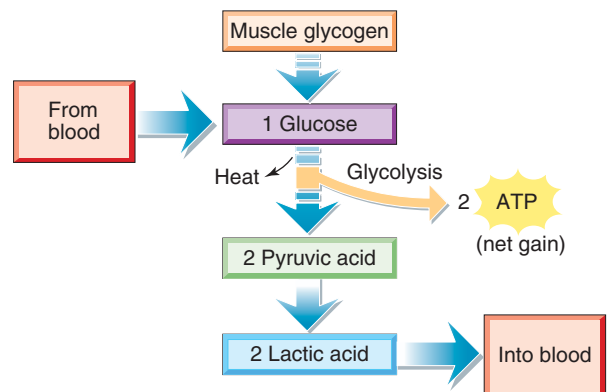 Muscle glycogen
From
blood
1 Glucose
Heat
Glycolysis
2
ATP
(net gain)
2 Pyruvic acid
2 Lactic acid
Into blood